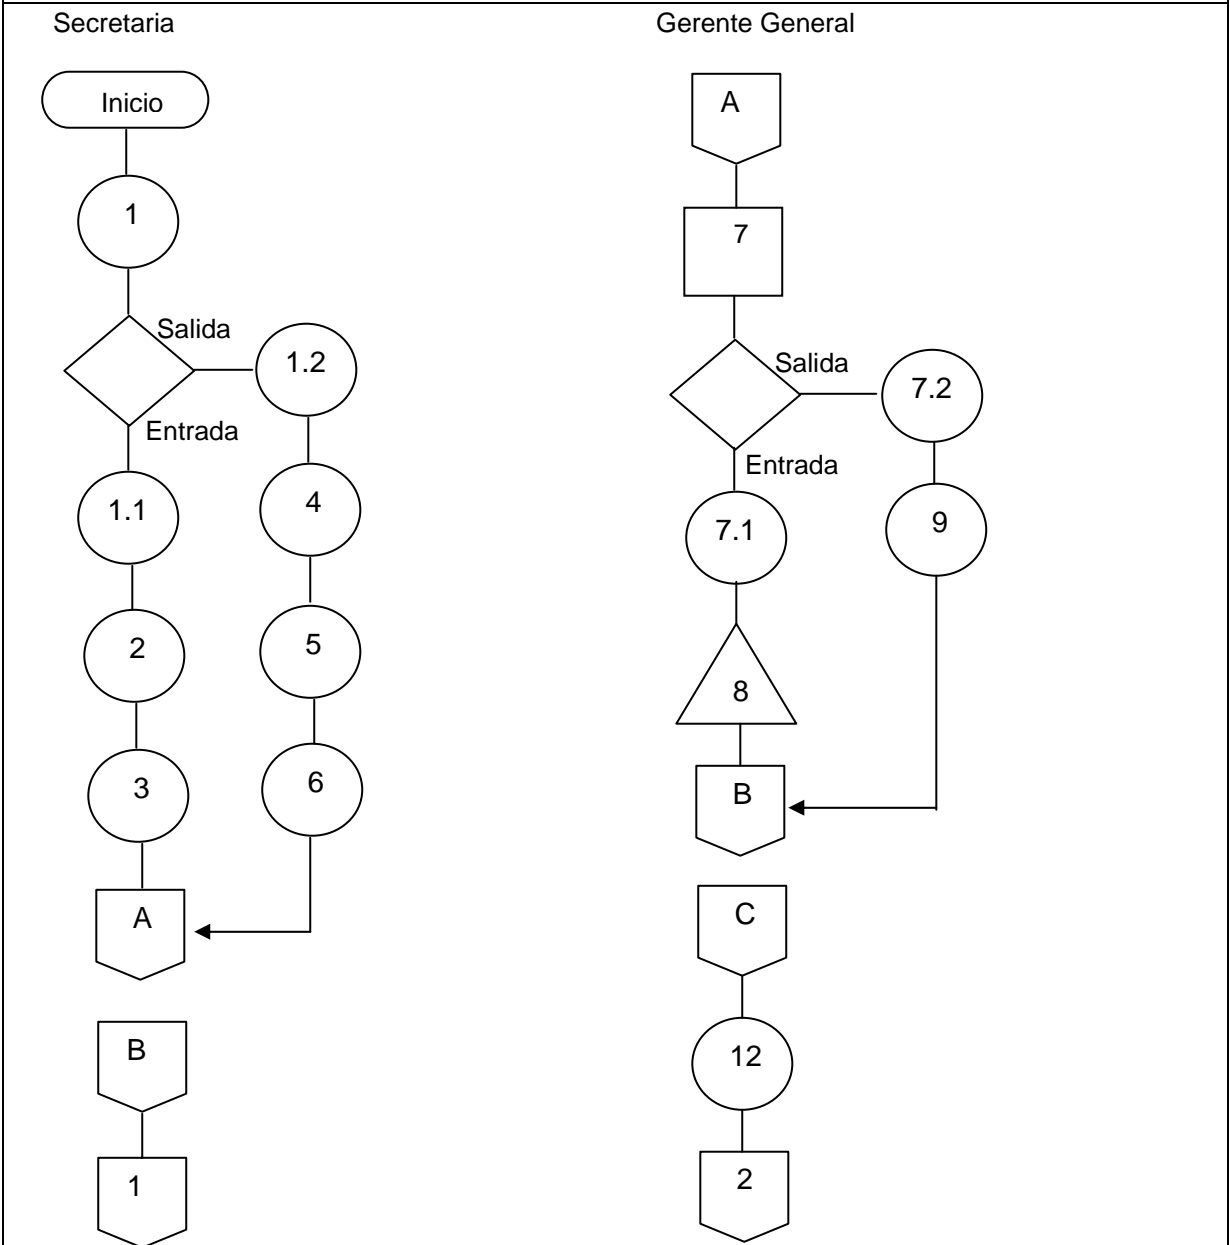 Secretaria
Inicio
1
Salida
1.2
Entrada
1.1
4
2
5
3
6
A
B
1
Gerente General
A
7
Salida
7.2
Entrada
7.1
9
8
B
C
12
2